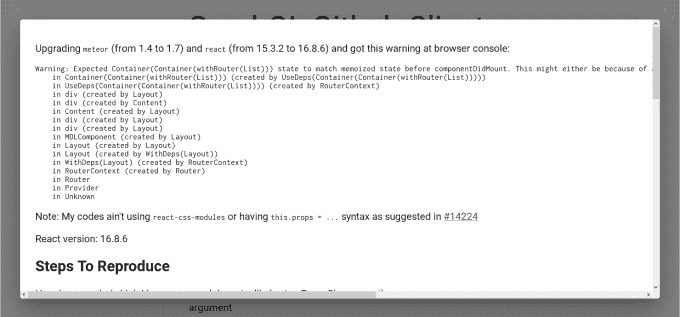 Upgrading meteor (from 1.4 to 1.7) and react (from 15.3.2 to 16.8.6) and got this warning at browser console:
Warning: Expected Container(Container(withRouter(List))) state to match memoized state before componentDidMount. This might either be because of
in Container(Container(withRouter(List))) (created by UseDeps(Container(Container(withRouter(List)))))
in UseDeps(Container(Container(withRouter(List)))) (created by RouterContext)
in div (created by Layout)
in div (created by Content)
in Content (created by Layout)
in div (created by Layout)
in div (created by Layout)
in MDLComponent (created by Layout)
in Layout (created by Layout)
in Layout (created by WithDeps(Layout))
in WithDeps(Layout) (created by RouterContext)
in RouterContext (created by Router)
in Router
in Provider
in Unknown
Note: My codes ain't using react-css-modules or having this.props = ... syntax as suggested in #14224
React version: 16.8.6
Steps To Reproduce
argument